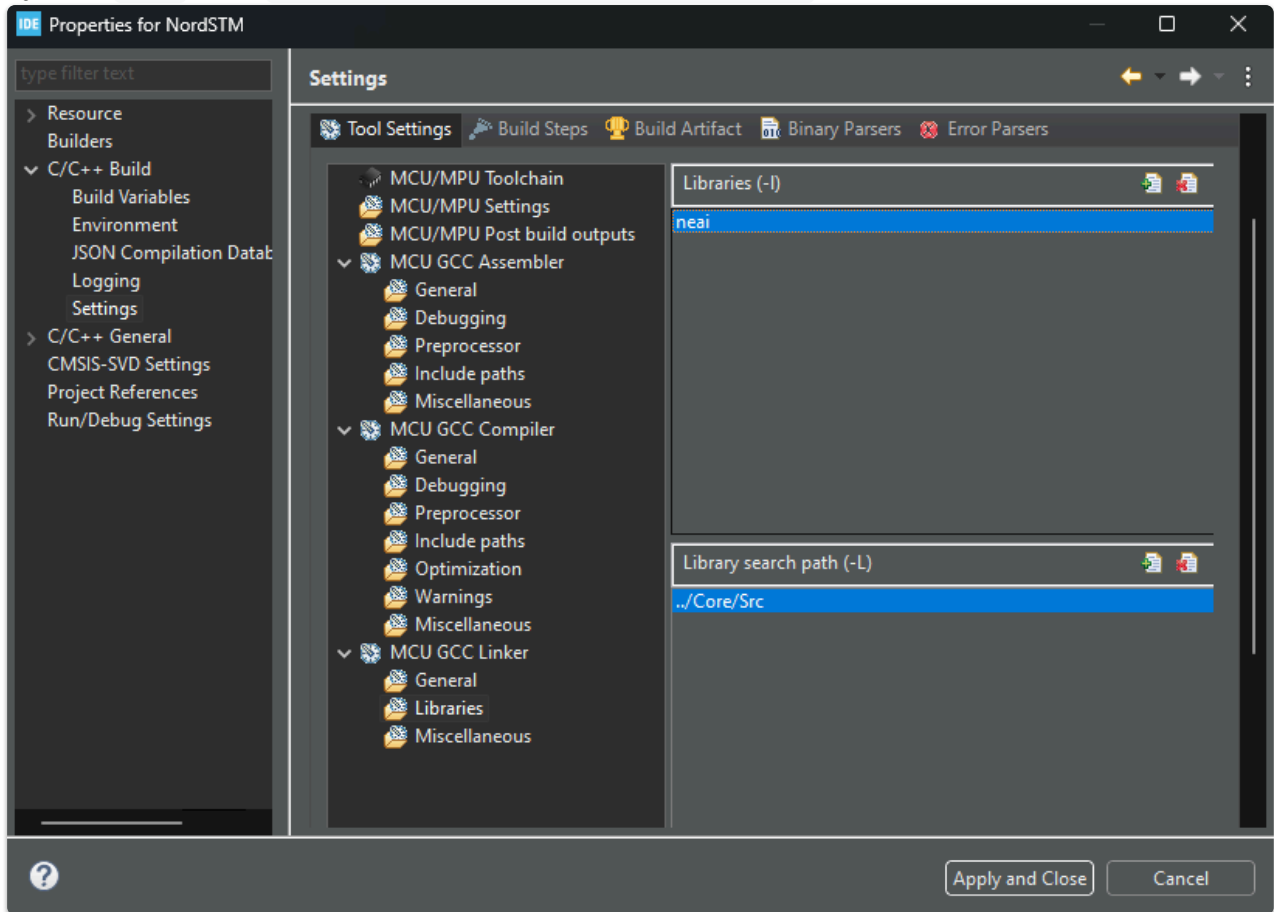 IDE Properties for NordSTM
type filter text
Resource
Builders
C/C++ Build
Build Variables
Environment
JSON Compilation Datab
Logging
Settings
C/C++ General
CMSIS-SVD Settings
Project References
Run/Debug Settings
Settings
Tool Settings Build Steps Build Artifact 010 Binary Parsers Error Parsers
MCU/MPU Toolchain
MCU/MPU Settings
MCU/MPU Post build outputs
MCU GCC Assembler
General
Debugging
Preprocessor
Include paths
Miscellaneous
MCU GCC Compiler
General
Debugging
Preprocessor
Include paths
Optimization
Warnings
Miscellaneous
MCU GCC Linker
General
Libraries
Miscellaneous
Libraries (-l)
neai
Library search path (-L)
../Core/Src
?
Apply and Close
Cancel